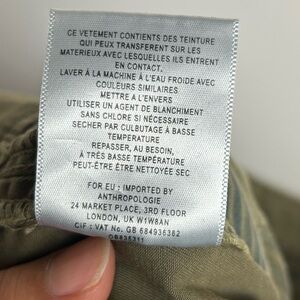 CE VETEMENT CONTIENT DES TEINTURE
QUI PEUX TRANSFERENT SUR LES
MATERIEUX AVEC LESQUELLES ILS ENTRENT
EN CONTACT.
LAVER À LA MACHINE À L'EAU FROIDE AVEC
COULEURS SIMILAIRES
METTRE A L'ENVERS
UTILISER UN AGENT DE BLANCHIMENT
SANS CHLORE SI NÉCESSAIRE
SECHER PAR CULBUTAGE À BASSE
TEMPERATURE
REPASSER, AU BESOIN,
À TRÉS BASSE TEMPÉRATURE
PEUT-ÊTRE NETTOYÉE SEC
FOR EU : IMPORTED BY
ANTHROPOLOGIE
24 MARKET PLACE, 3RD FLOOR
LONDON, UK W1W8AN
CIF : VAT No. GB 684936382